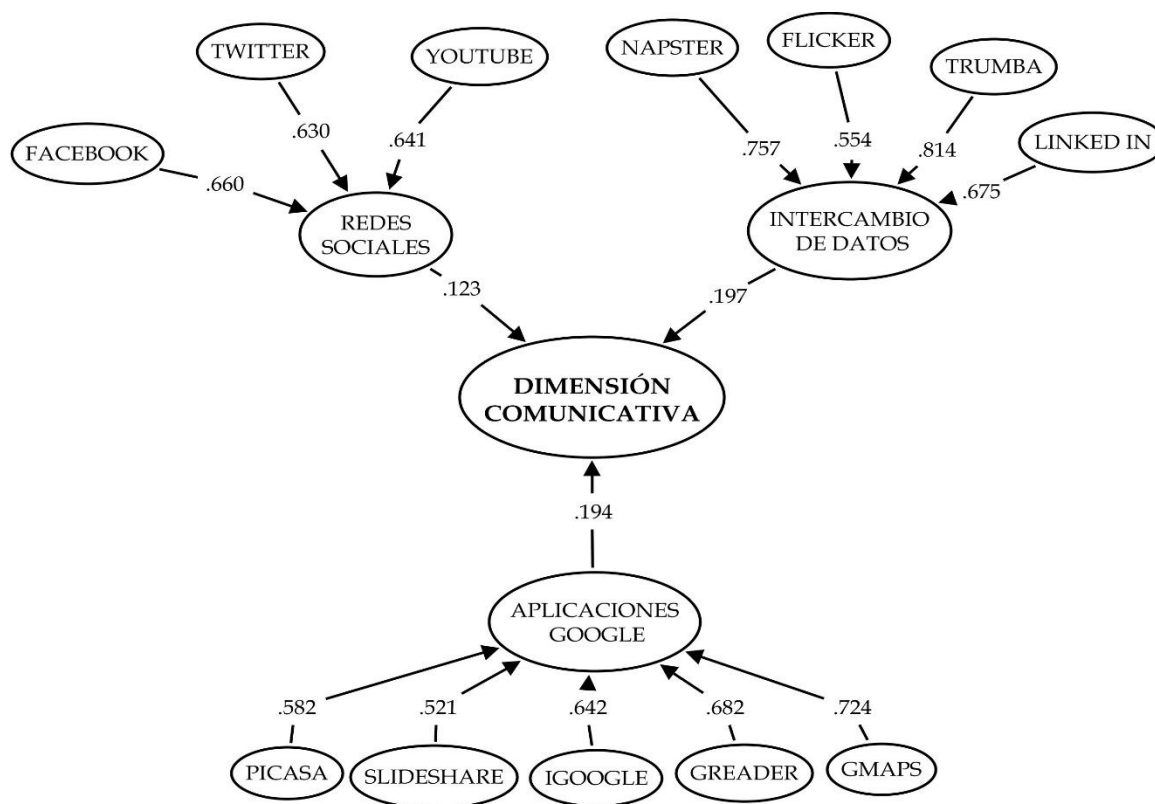 TWITTER
YOUTUBE
NAPSTER
FLICKER
TRUMBA
FACEBOOK
LINKED IN
.630
.641
.757
.554
.814
.660
.675
REDES
SOCIALES
INTERCAMBIO
DE DATOS
.123
.197
DIMENSIÓN
COMUNICATIVA
.194
APLICACIONES
GOOGLE
.582
.521
.642
.682
.724
PICASA
SLIDESHARE
IGOOGLE
GREADER
GMAPS